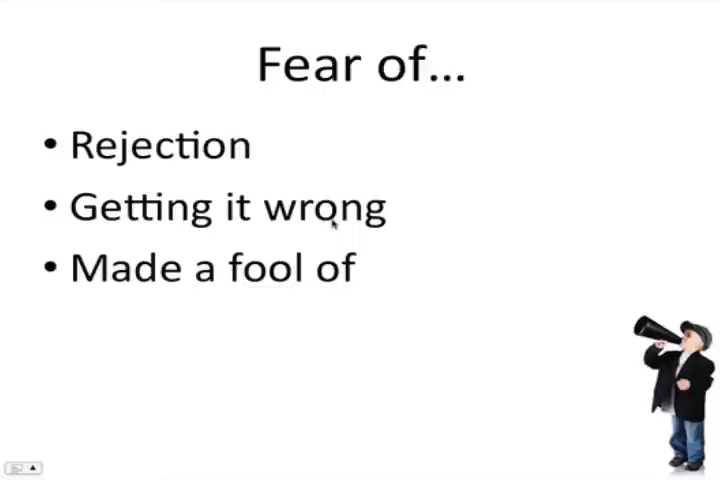 Fear of...
• Rejection
• Getting it wrong
• Made a fool of